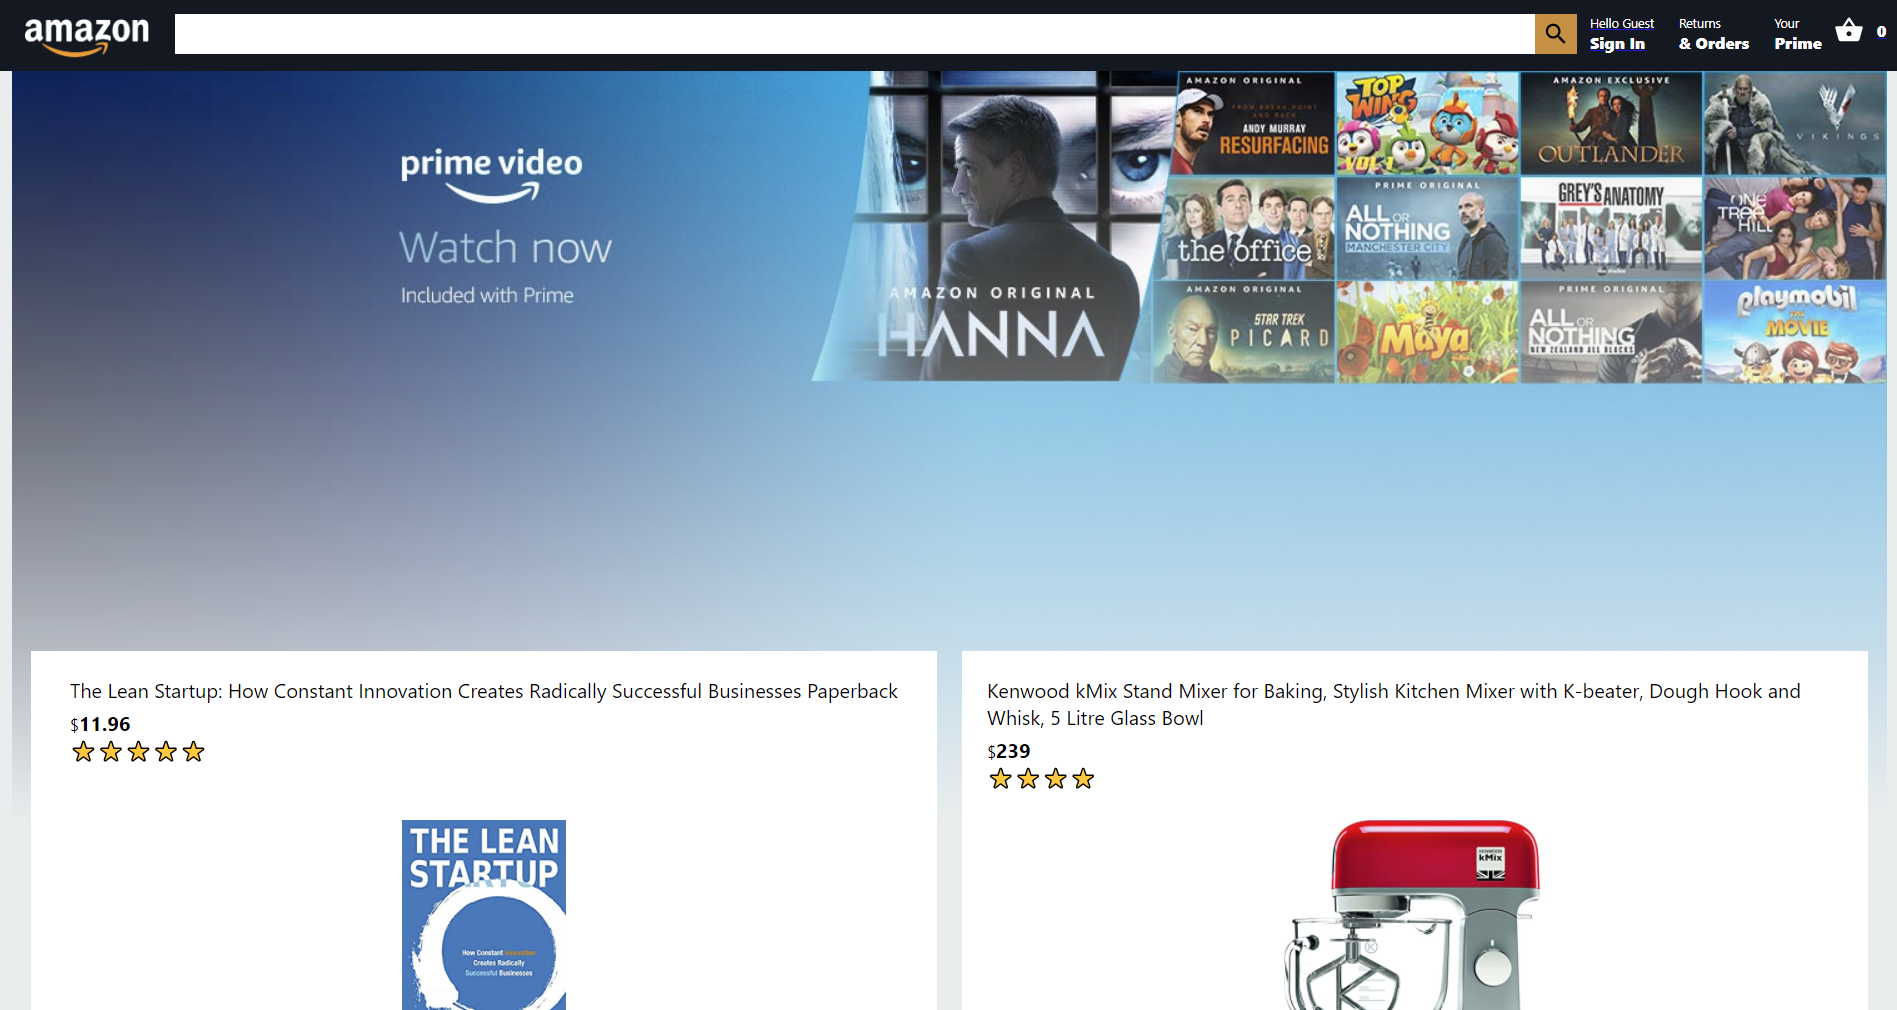 amazon
Hello Guest
Sign In
Returns
& Orders
Your
Prime
0
prime video
Watch now
Included with Prime
AMAZON ORIGINAL
HANNA
AMAZON ORIGINAL
FROM BREAK POINT
AND BACK
ANDY MURRAY
RESURFACING
TOP
WING
VOL 1
AMAZON EXCLUSIVE
OUTLANDER
VIKINGS
the office
PRIME ORIGINAL
ALL OR
NOTHING
MANCHESTER CITY
GREY'S ANATOMY
ONE
TREE
HILL
AMAZON ORIGINAL
STAR TREK
PICARD
Maya
PRIME ORIGINAL
ALL OR
NOTHING
NEW ZEALAND ALL BLACKS
playmobil
THE
MOVIE
The Lean Startup: How Constant Innovation Creates Radically Successful Businesses Paperback
$11.96
THE LEAN
STARTUP
How Constant Innovation
Creates Radically
Successful Businesses
Kenwood kMix Stand Mixer for Baking, Stylish Kitchen Mixer with K-beater, Dough Hook and
Whisk, 5 Litre Glass Bowl
$239
KENWOOD
kMix
K